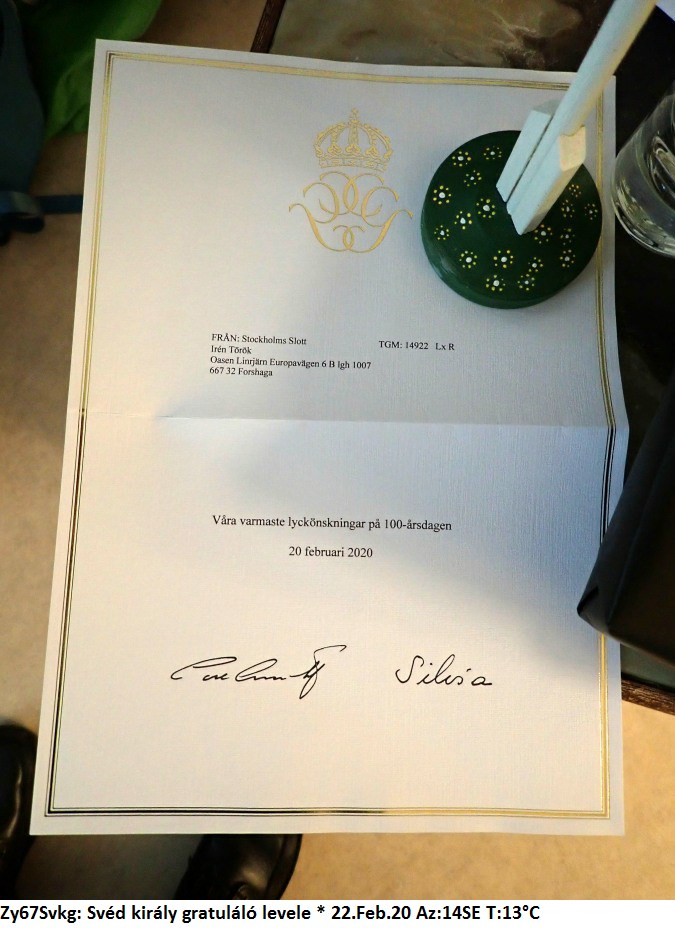 FRÅN: Stockholms Slott
TGM: 14922 Lx R
Irén Török
Oasen Linrjärn Europavägen 6 B lgh 1007
667 32 Forshaga
Våra varmaste lyckönskningar på 100-årsdagen
20 februari 2020
Silvia
Zy67Svkg: Svéd király gratuláló levele * 22.Feb.20 Az:14SE T:13°C